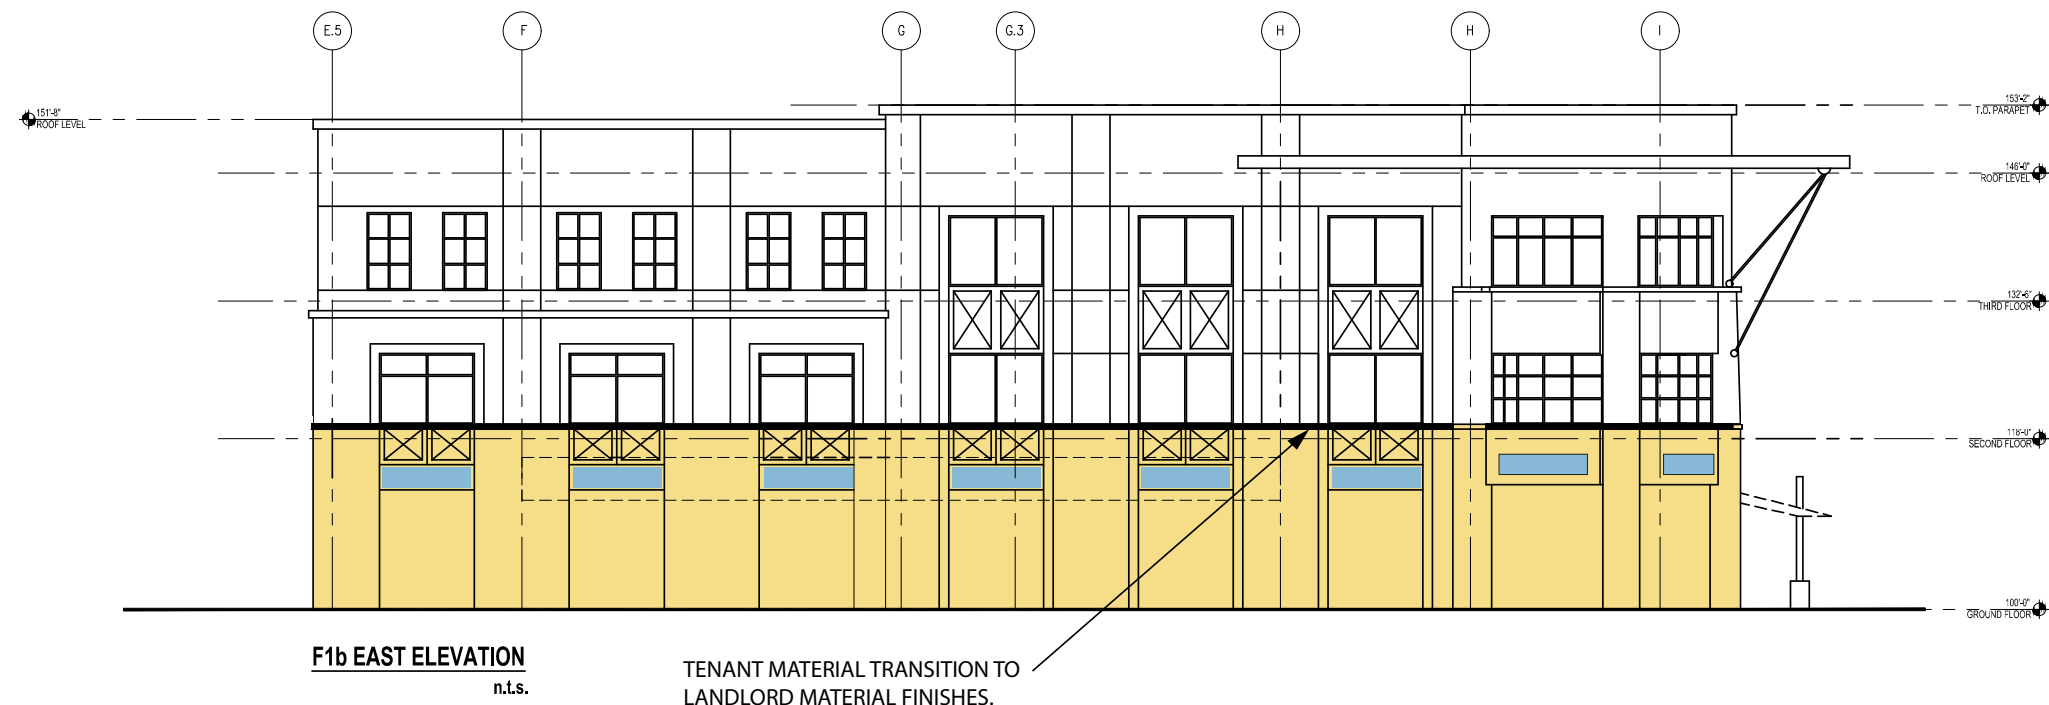 E.5 F G G.3 H H I
151'-8"
ROOF LEVEL
153'-2"
T.O. PARAPET
146'-0"
ROOF LEVEL
132'-6"
THIRD FLOOR
118'-0"
SECOND FLOOR
100'-0"
GROUND FLOOR
F1b EAST ELEVATION
n.t.s.
TENANT MATERIAL TRANSITION TO
LANDLORD MATERIAL FINISHES.